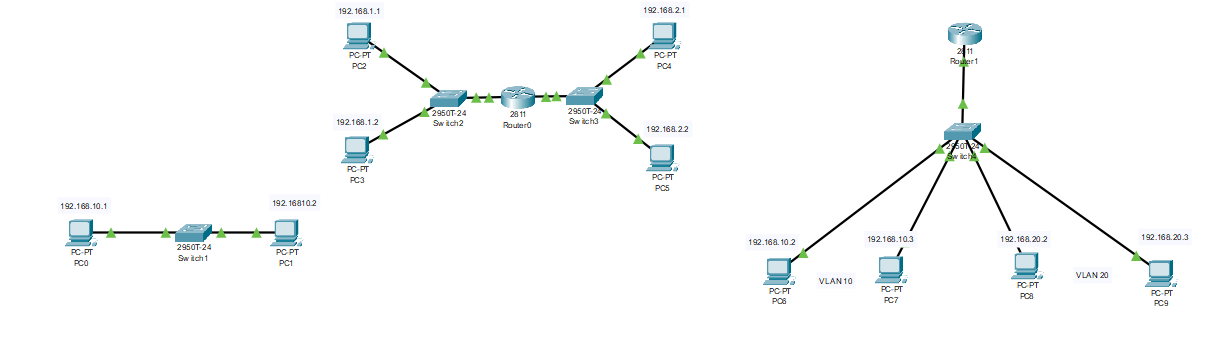 192.168.1.1
PC-PT
PC2
192.168.2.1
PC-PT
PC4
2950T-24
Switch2
2811
Router0
2950T-24
Switch3
192.168.1.2
PC-PT
PC3
192.168.2.2
PC-PT
PC5
192.168.10.1
PC-PT
PC0
2950T-24
Switch1
192.16810.2
PC-PT
PC1
2811
Router1
2950T-24
Switch4
192.168.10.2
PC-PT
PC6
VLAN 10
192.168.10.3
PC-PT
PC7
192.168.20.2
PC-PT
PC8
VLAN 20
192.168.20.3
PC-PT
PC9